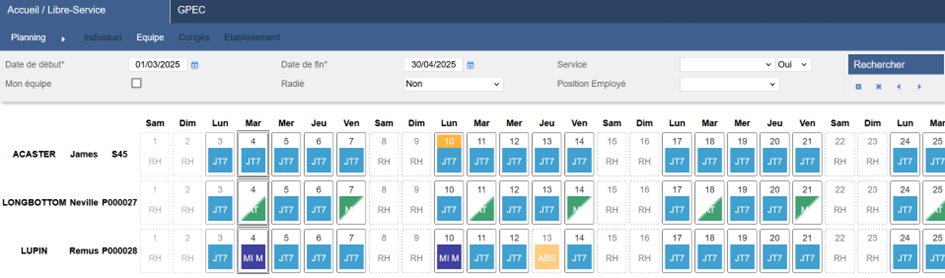 Accueil / Libre-Service GPEC
Planning Individuel Equipe Congés Etablissement
Date de début* 01/03/2025 Date de fin* 30/04/2025 Service Oui Rechercher
Mon équipe Radié Non Position Employé
Sam Dim Lun Mar Mer Jeu Ven Sam Dim Lun Mar Mer Jeu Ven Sam Dim Lun Mar Mer Jeu Ven Sam Dim Lun Mar
1 2 3 4 5 6 7 8 9 10 11 12 13 14 15 16 17 18 19 20 21 22 23 24 25
ACASTER James S45 RH RH JT7 JT7 JT7 JT7 JT7 RH RH JT7 JT7 JT7 JT7 JT7 RH RH JT7 JT7 JT7 JT7 JT7 RH RH JT7 JT7
1 2 3 4 5 6 7 8 9 10 11 12 13 14 15 16 17 18 19 20 21 22 23 24 25
LONGBOTTOM Neville P000027 RH RH JT7 JT7 JT7 RH RH JT7 JT7 JT7 RH RH JT7 JT7 JT7 RH RH JT7
1 2 3 4 5 6 7 8 9 10 11 12 13 14 15 16 17 18 19 20 21 22 23 24 25
LUPIN Remus P000028 RH RH JT7 MI M JT7 JT7 JT7 RH RH MI M JT7 JT7 ABS JT7 RH RH JT7 JT7 JT7 JT7 JT7 RH RH JT7 JT7